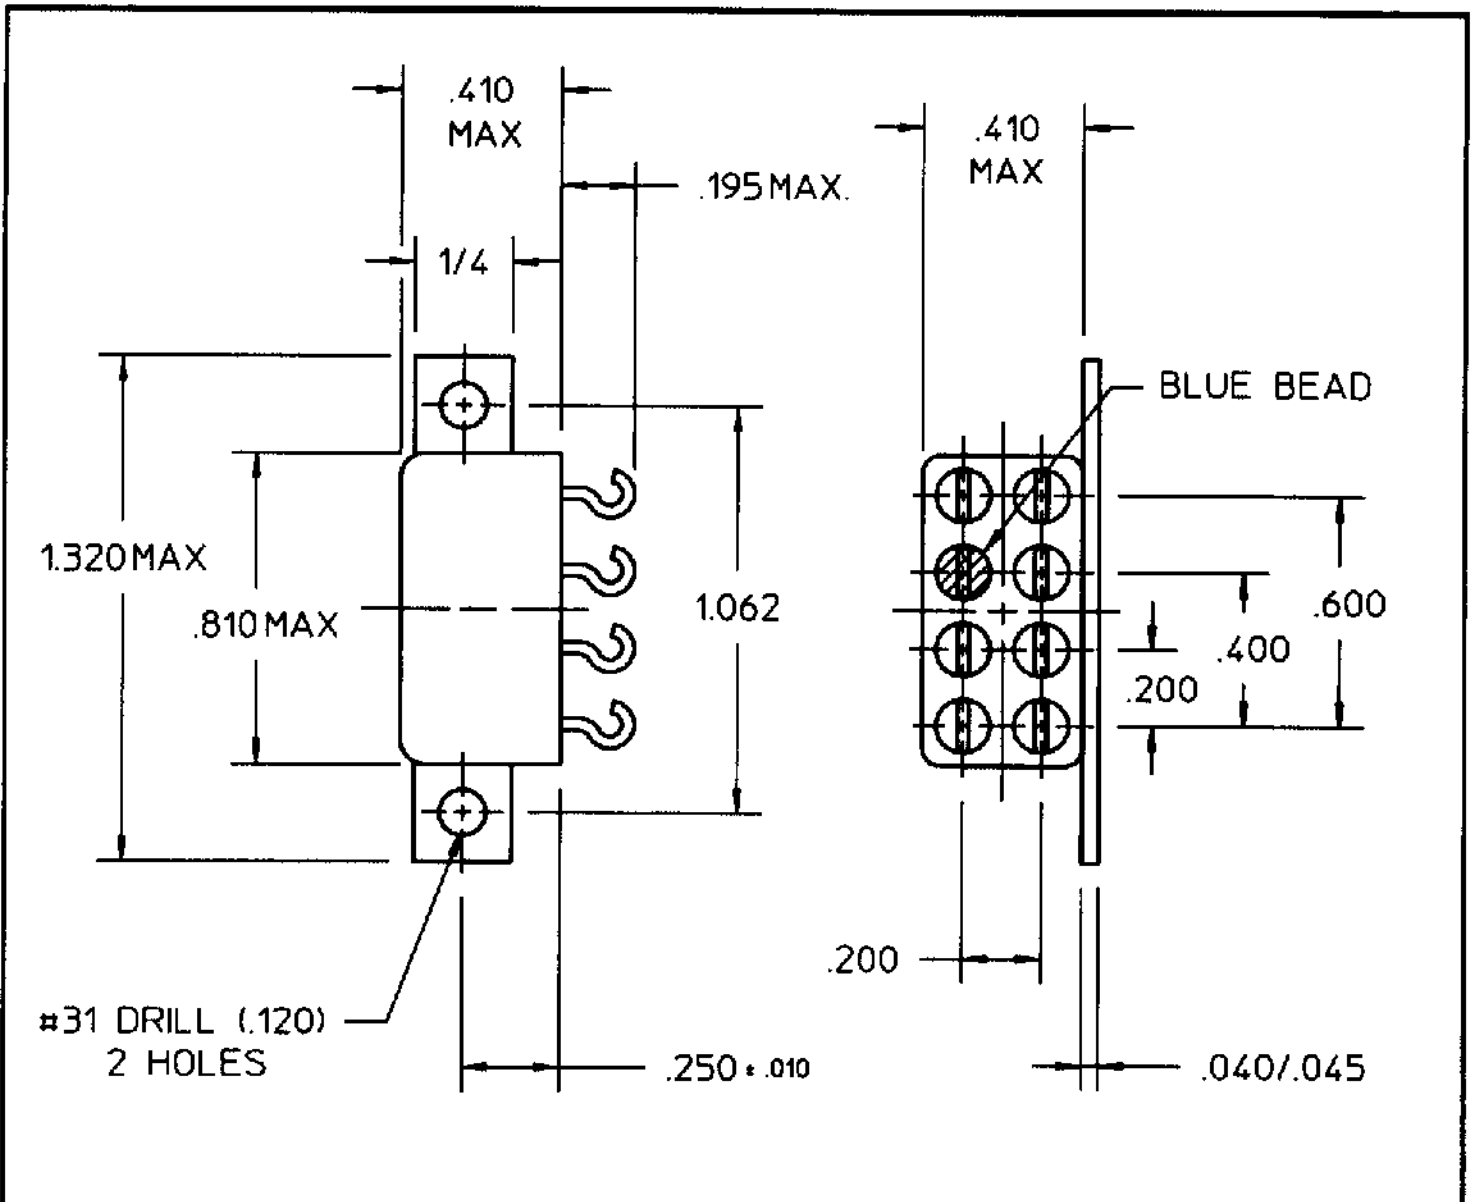 .410
MAX
.195 MAX.
1/4
.410
MAX
BLUE BEAD
1.320 MAX
.810 MAX
1.062
.600
.400
.200
.200
#31 DRILL (.120)
2 HOLES
.250 ± .010
.040/.045